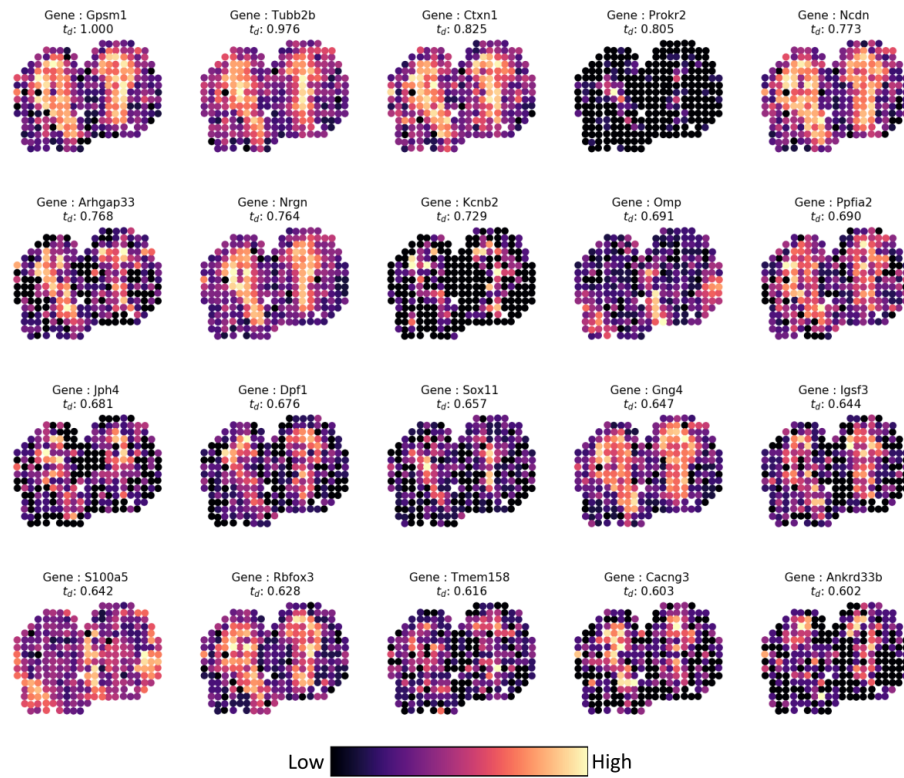 Gene : Gpsm1
t_d: 1.000
Gene : Tubb2b
t_d: 0.976
Gene : Ctxn1
t_d: 0.825
Gene : Prokr2
t_d: 0.805
Gene : Ncdn
t_d: 0.773
Gene : Arhgap33
t_d: 0.768
Gene : Nrgn
t_d: 0.764
Gene : Kcnb2
t_d: 0.729
Gene : Omp
t_d: 0.691
Gene : Ppfia2
t_d: 0.690
Gene : Jph4
t_d: 0.681
Gene : Dpf1
t_d: 0.676
Gene : Sox11
t_d: 0.657
Gene : Gng4
t_d: 0.647
Gene : Igsf3
t_d: 0.644
Gene : S100a5
t_d: 0.642
Gene : Rbfox3
t_d: 0.628
Gene : Tmem158
t_d: 0.616
Gene : Cacng3
t_d: 0.603
Gene : Ankrd33b
t_d: 0.602
Low High